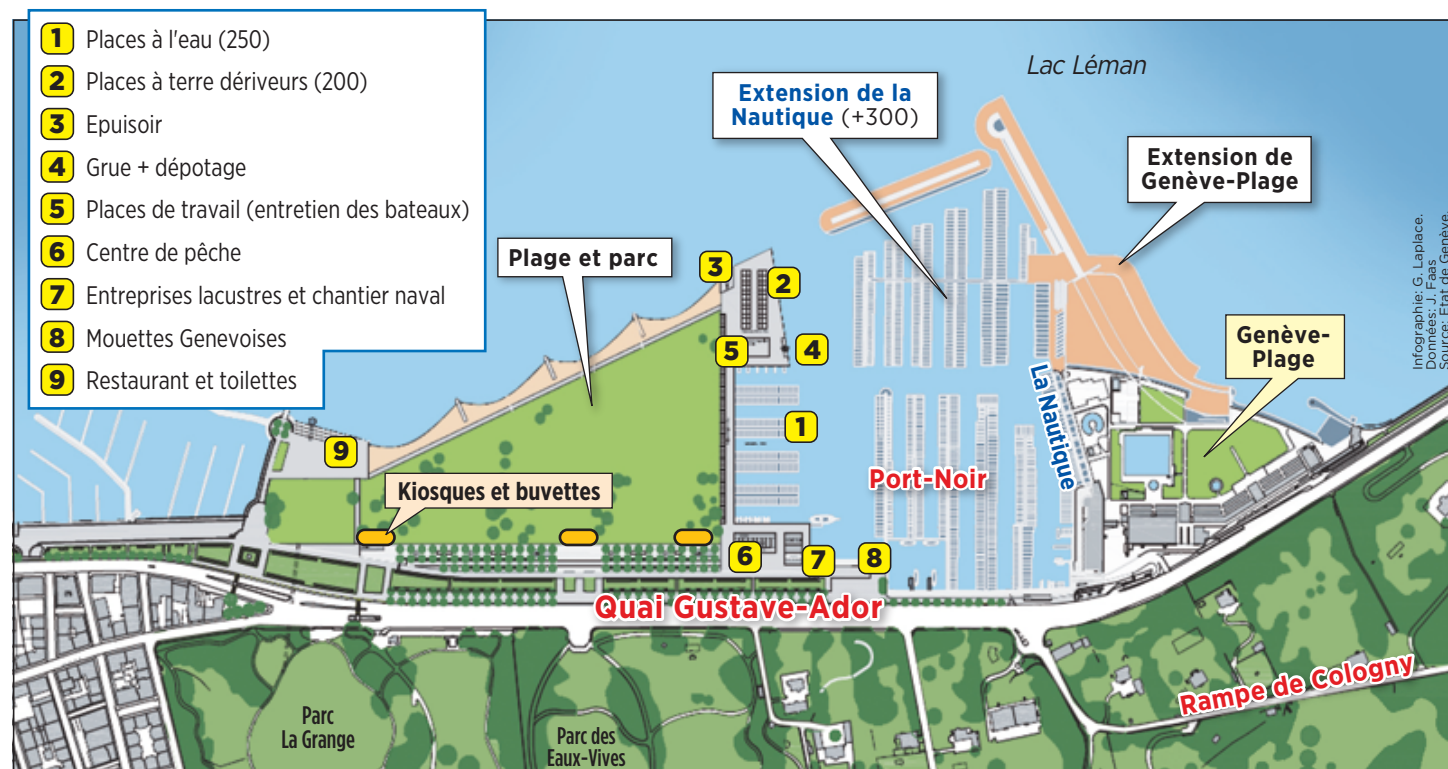 1 Places à l'eau (250)
2 Places à terre dériveurs (200)
3 Epuisoir
4 Grue + dépotage
5 Places de travail (entretien des bateaux)
6 Centre de pêche
7 Entreprises lacustres et chantier naval
8 Mouettes Genevoises
9 Restaurant et toilettes
Lac Léman
Extension de la
Nautique (+300)
Extension de
Genève-Plage
Plage et parc
3
2
5
4
1
9
Genève-
Plage
La Nautique
Port-Noir
Kiosques et buvettes
6
7
8
Quai Gustave-Ador
Rampe de Cologny
Parc
La Grange
Parc des
Eaux-Vives
Infographie: G. Laplace.
Données: J. Faas
Source: Etat de Genève